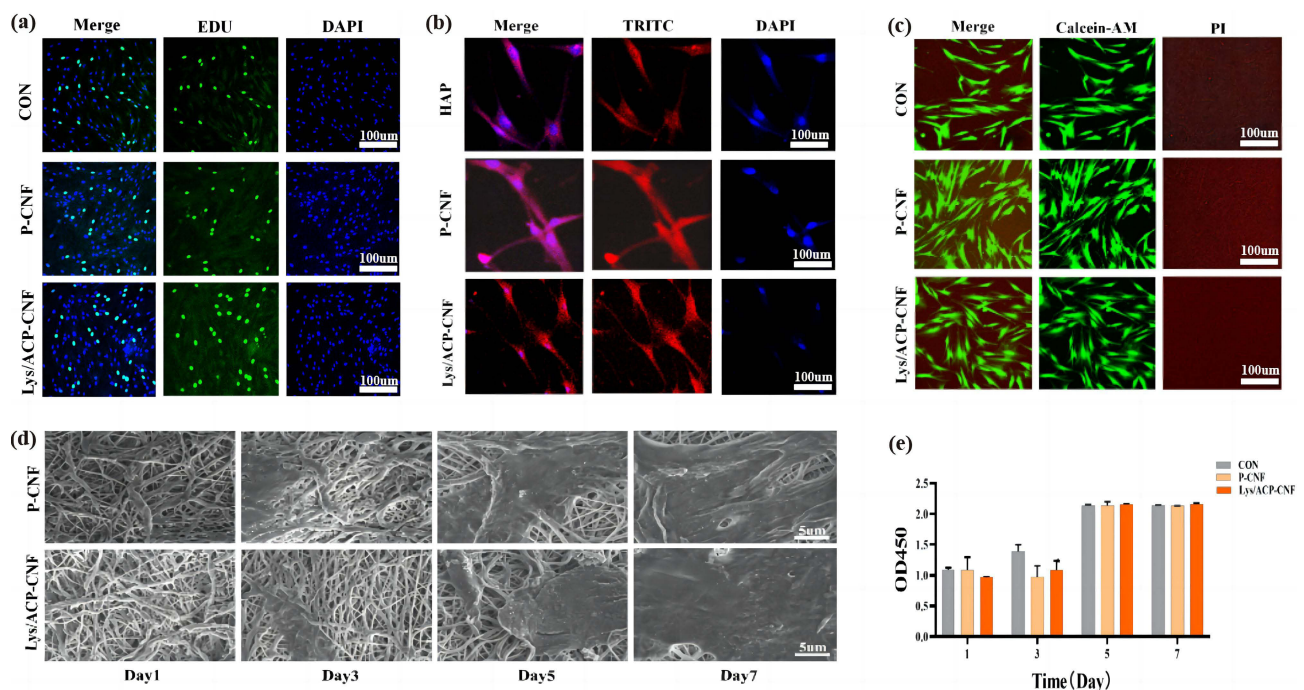 (a)
Merge EDU DAPI
CON
100um
P-CNF
100um
Lys/ACP-CNF
100um
(b)
Merge TRITC DAPI
HAP
100um
P-CNF
100um
Lys/ACP-CNF
100um
(c)
Merge Calcein-AM PI
CON
100um
P-CNF
100um
Lys/ACP-CNF
100um
(d)
P-CNF
5um
Lys/ACP-CNF
5um
Day1 Day3 Day5 Day7
(e)
CON
P-CNF
Lys/ACP-CNF
2.5
2.0
1.5
1.0
0.5
0.0
OD450
1 3 5 7
Time(Day)